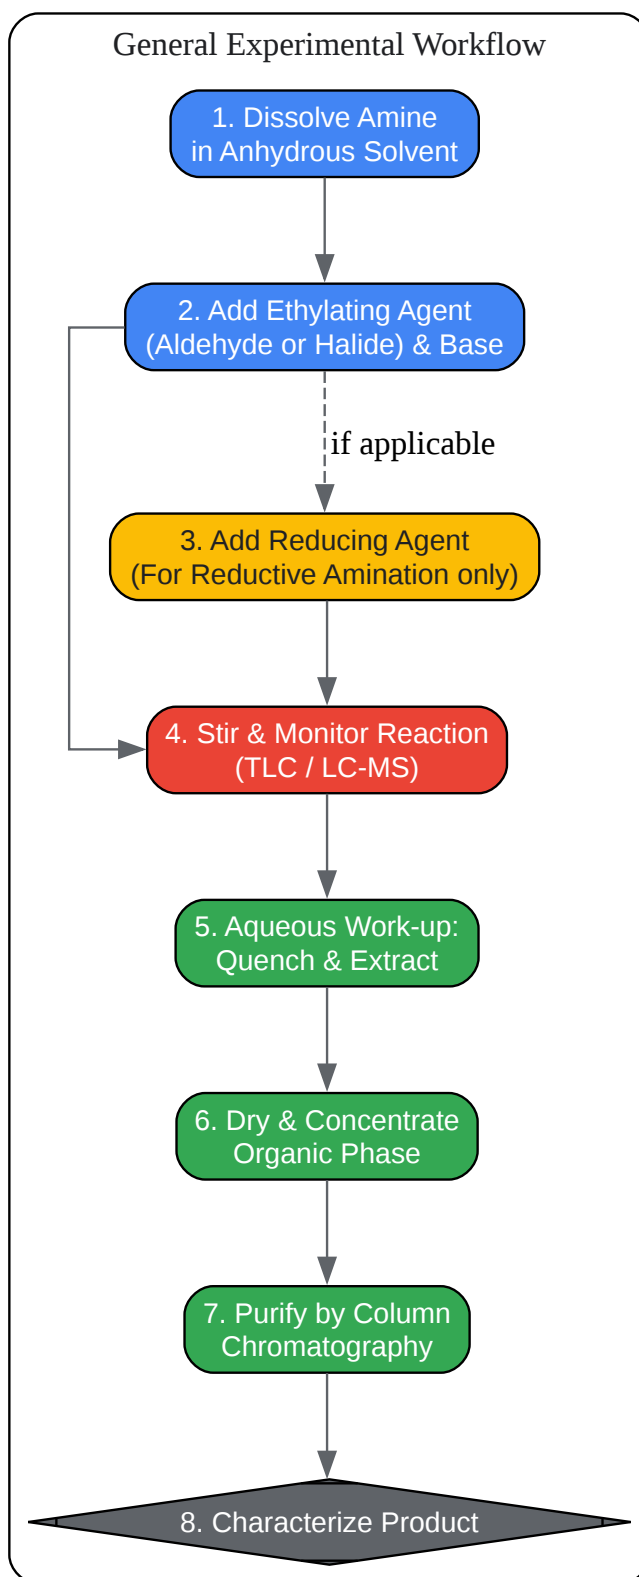 General Experimental Workflow
1. Dissolve Amine
in Anhydrous Solvent
2. Add Ethylating Agent
(Aldehyde or Halide) & Base
if applicable
3. Add Reducing Agent
(For Reductive Amination only)
4. Stir & Monitor Reaction
(TLC / LC-MS)
5. Aqueous Work-up:
Quench & Extract
6. Dry & Concentrate
Organic Phase
7. Purify by Column
Chromatography
8. Characterize Product